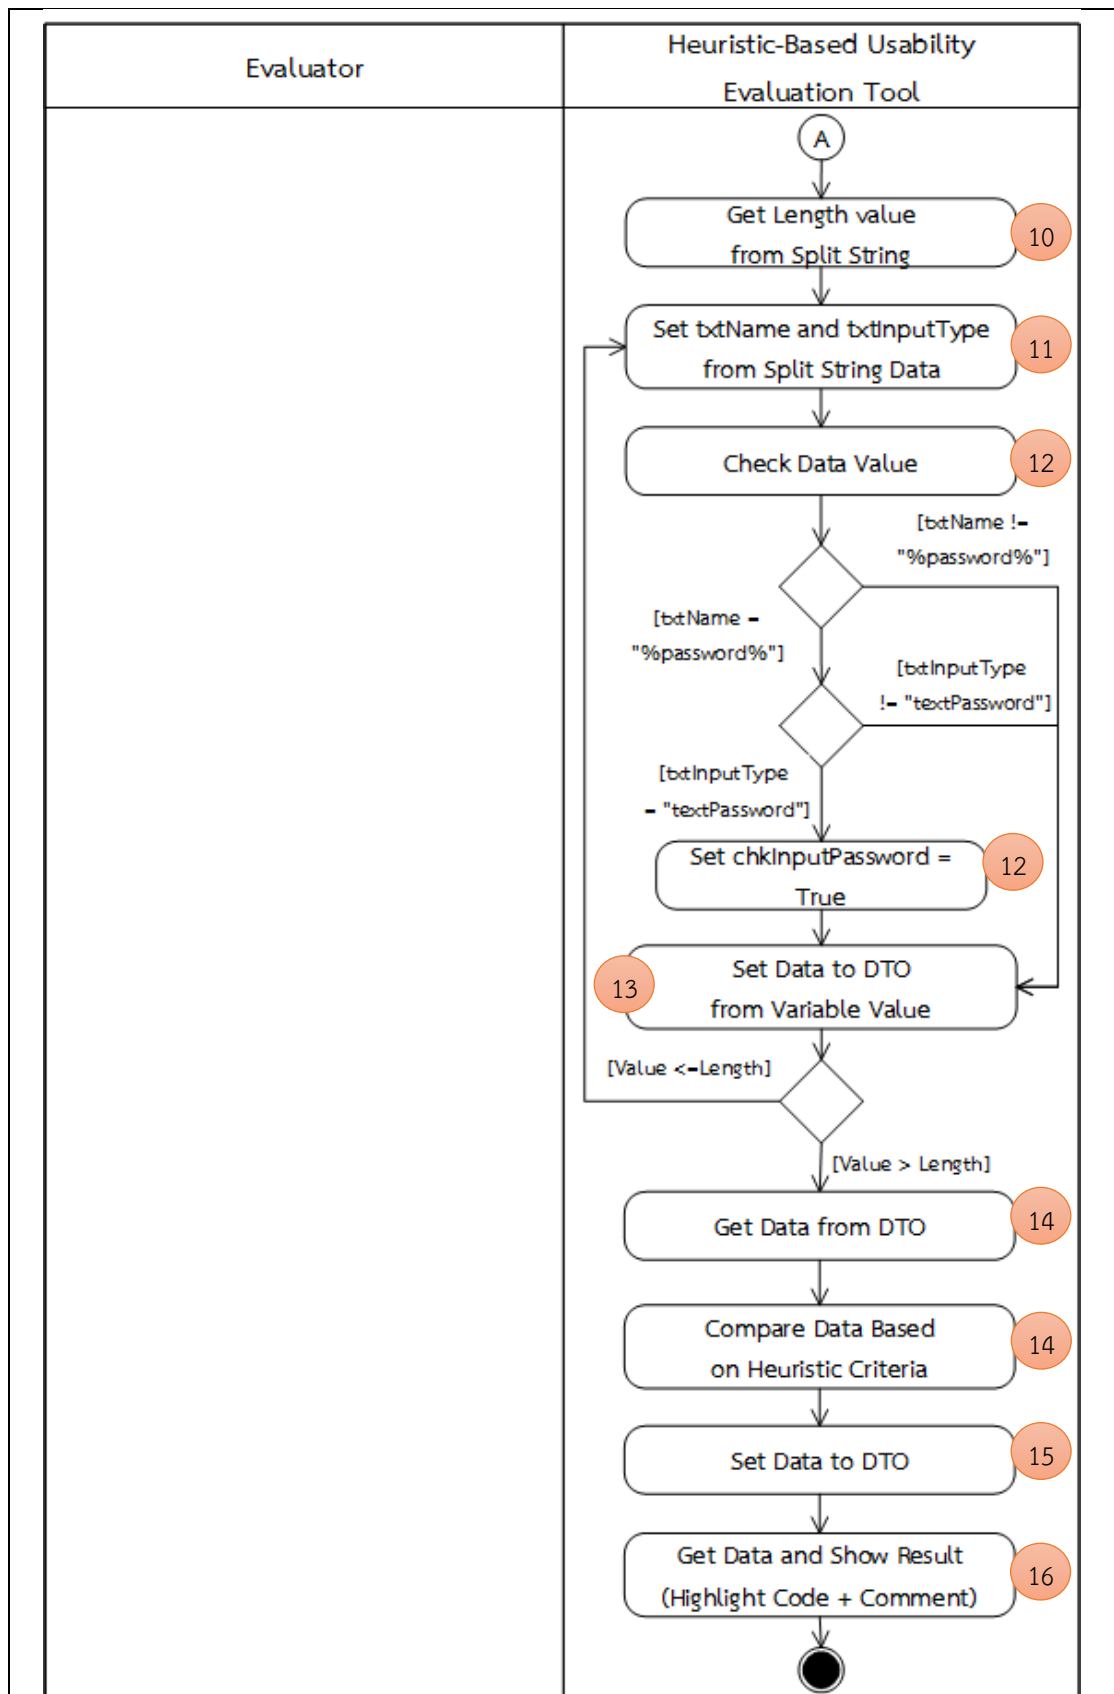 Evaluator
Heuristic-Based Usability
Evaluation Tool
A
Get Length value
from Split String
10
Set txtName and txtInputType
from Split String Data
11
Check Data Value
12
[txtName !=
"%password%"]
[txtName =
"%password%"]
[txtInputType
!= "textPassword"]
[txtInputType
= "textPassword"]
Set chkInputPassword =
True
12
Set Data to DTO
from Variable Value
13
[Value <=Length]
[Value > Length]
Get Data from DTO
14
Compare Data Based
on Heuristic Criteria
14
Set Data to DTO
15
Get Data and Show Result
(Highlight Code + Comment)
16